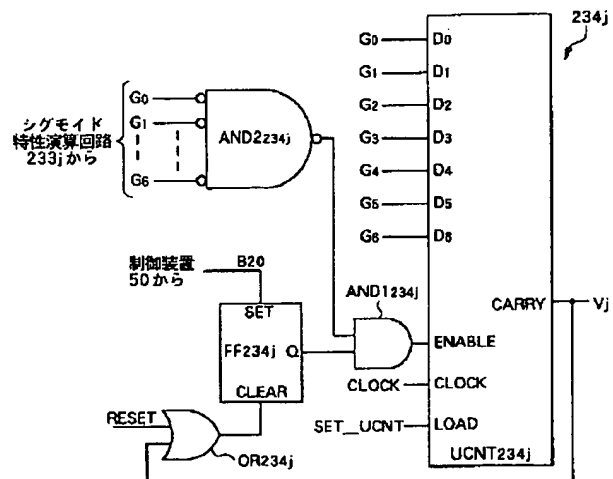 234j
G0 D0
G1 D1
G2 D2
G3 D3
G4 D4
G5 D5
G6 D6
シグモイド
特性演算回路
233jから
G0
G1
G6
AND2234j
制御装置
50から
B20
SET
FF234j Q
CLEAR
AND1234j
CARRY Vj
ENABLE
CLOCK CLOCK
RESET
SET__UCNT LOAD
OR234j
UCNT234j